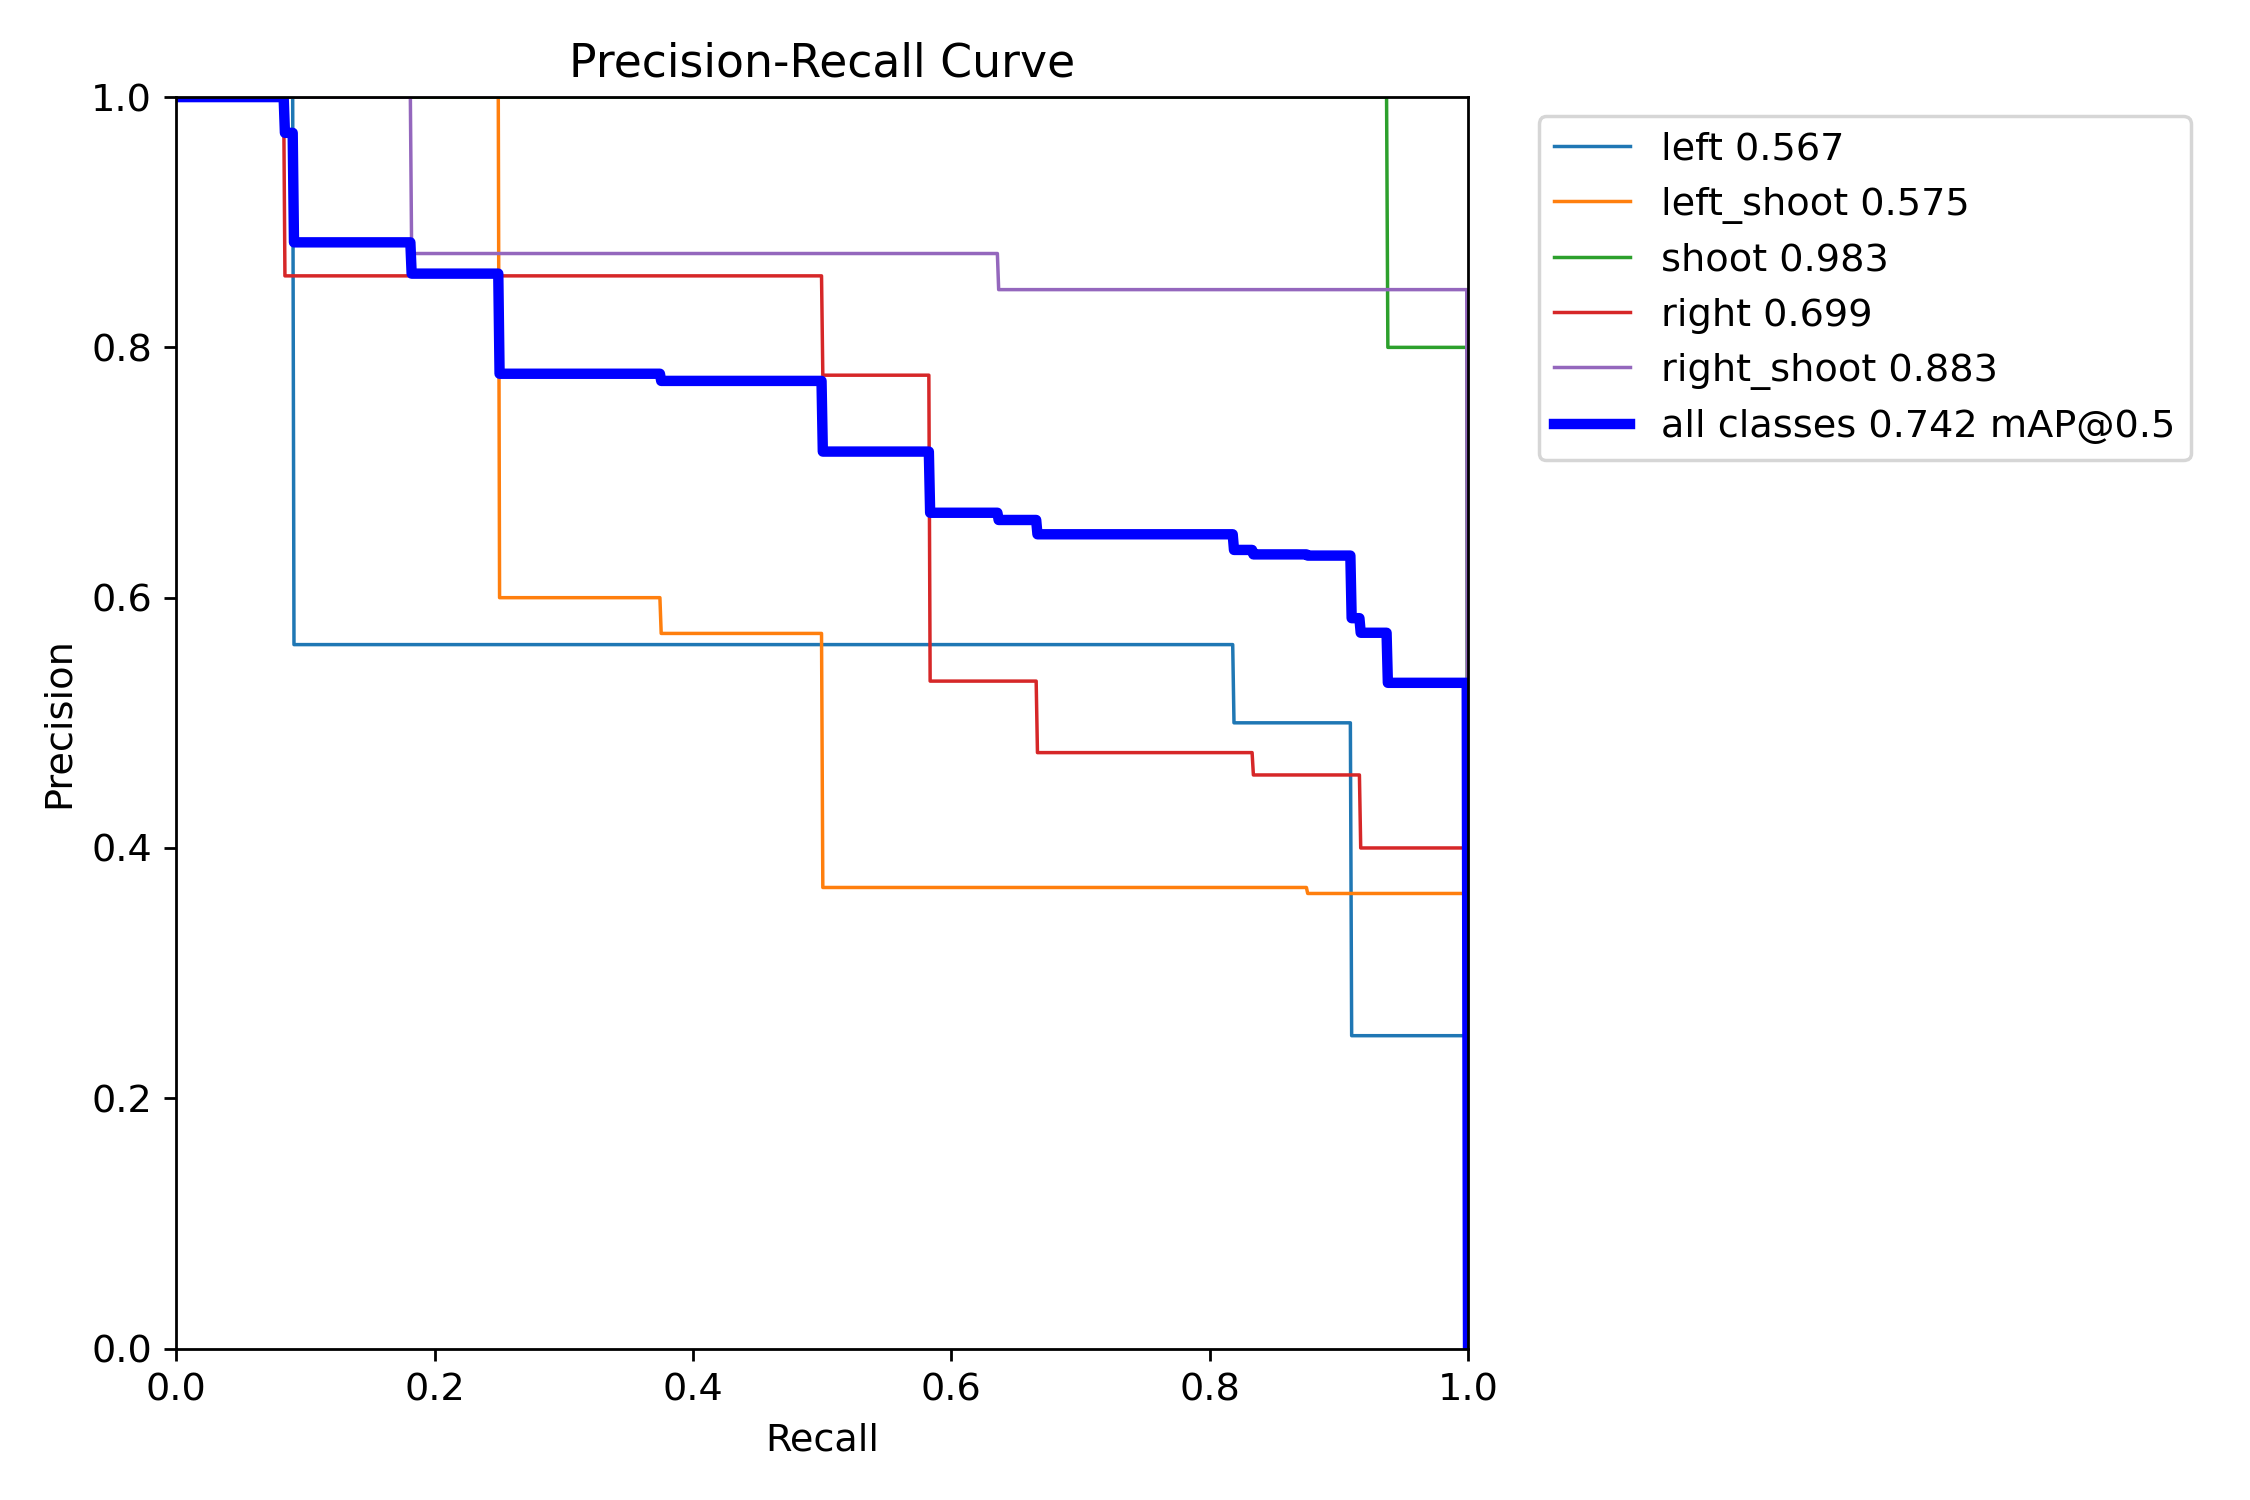 Precision-Recall Curve
1.0
0.8
0.6
0.4
0.2
0.0
Precision
0.0 0.2 0.4 0.6 0.8 1.0
Recall
left 0.567
left_shoot 0.575
shoot 0.983
right 0.699
right_shoot 0.883
all classes 0.742 mAP@0.5